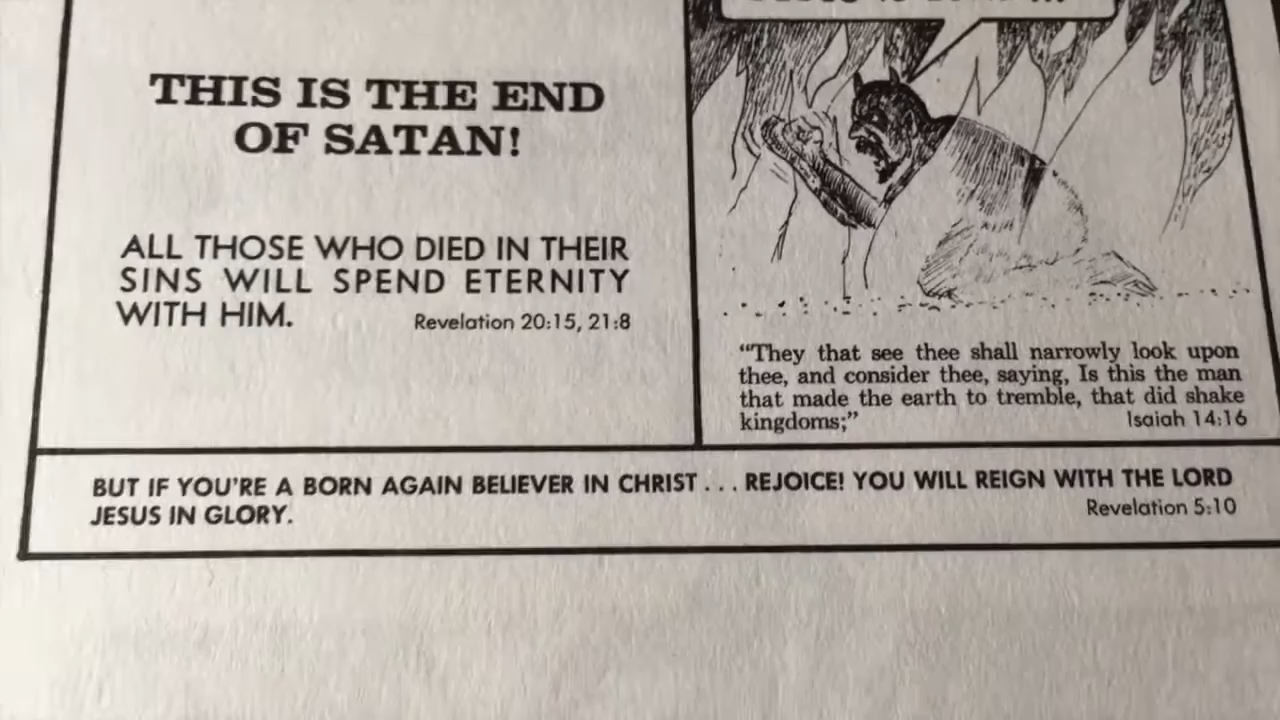 THIS IS THE END
OF SATAN!
ALL THOSE WHO DIED IN THEIR
SINS WILL SPEND ETERNITY
WITH HIM.
Revelation 20:15, 21:8
“They that see thee shall narrowly look upon
thee, and consider thee, saying, Is this the man
that made the earth to tremble, that did shake
kingdoms;”
Isaiah 14:16
BUT IF YOU'RE A BORN AGAIN BELIEVER IN CHRIST . . . REJOICE! YOU WILL REIGN WITH THE LORD
JESUS IN GLORY.
Revelation 5:10